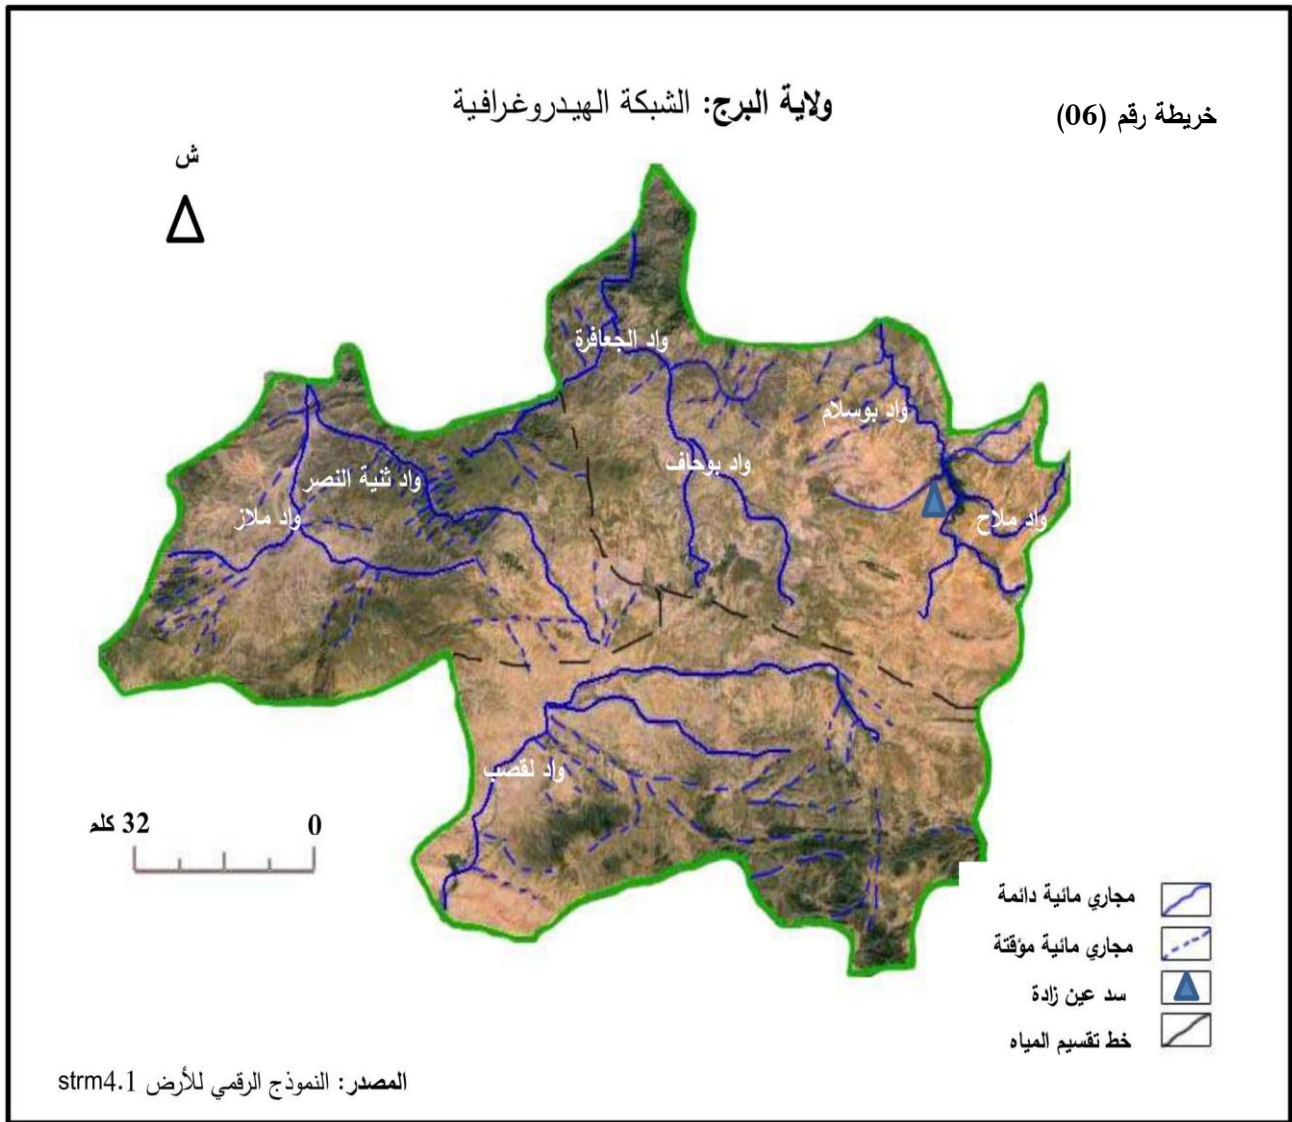 خريطة رقم (06)
ولاية البرج: الشبكة الهيدروغرافية
ش
واد الجعافرة
واد بوسلام
واد بوحاف
واد ثنية النصر
واد ملاز
واد ملاح
واد لقصب
32 كلم 0
مجاري مائية دائمة
مجاري مائية مؤقتة
سد عين زادة
خط تقسيم المياه
المصدر: النموذج الرقمي للأرض strm4.1